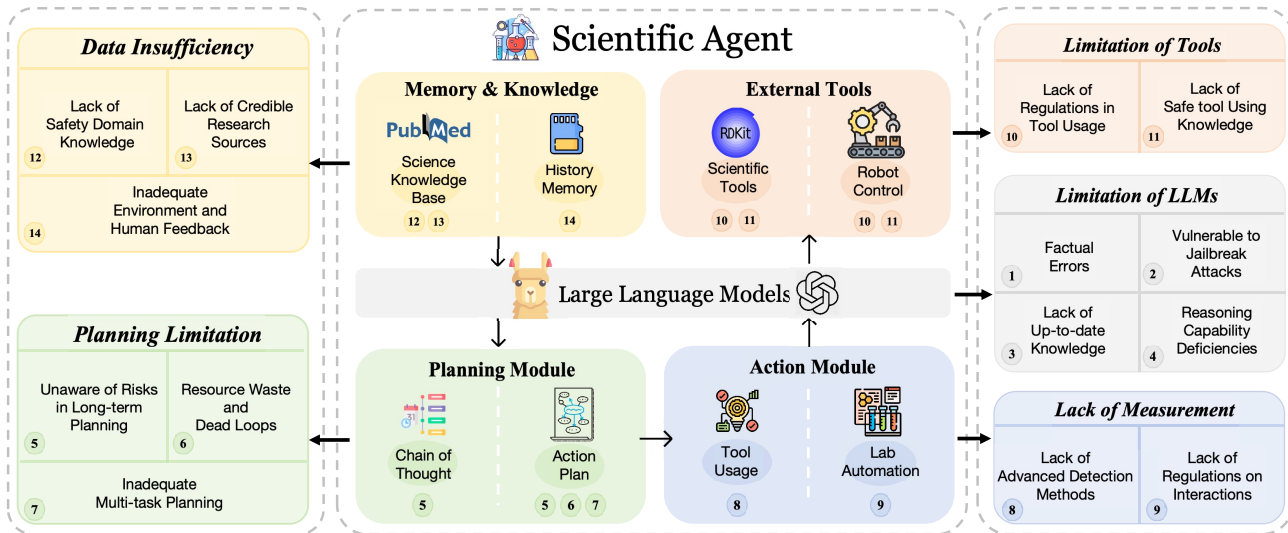 Scientific Agent
Data Insufficiency
Lack of
Safety Domain
Knowledge
12
Lack of Credible
Research
Sources
13
Inadequate
Environment and
Human Feedback
14
Planning Limitation
Unaware of Risks
in Long-term
Planning
5
Resource Waste
and
Dead Loops
6
Inadequate
Multi-task Planning
7
Memory & Knowledge
PubMed
Science
Knowledge
Base
12 13
History
Memory
14
External Tools
RDKit
Scientific
Tools
10 11
Robot
Control
10 11
Large Language Models
Planning Module
31
Chain of
Thought
5
Action
Plan
5 6 7
Action Module
Tool
Usage
8
Lab
Automation
9
Limitation of Tools
Lack of
Regulations in
Tool Usage
10
Lack of
Safe tool Using
Knowledge
11
Limitation of LLMs
Factual
Errors
1
Vulnerable to
Jailbreak
Attacks
2
Lack of
Up-to-date
Knowledge
3
Reasoning
Capability
Deficiencies
4
Lack of Measurement
Lack of
Advanced Detection
Methods
8
Lack of
Regulations on
Interactions
9